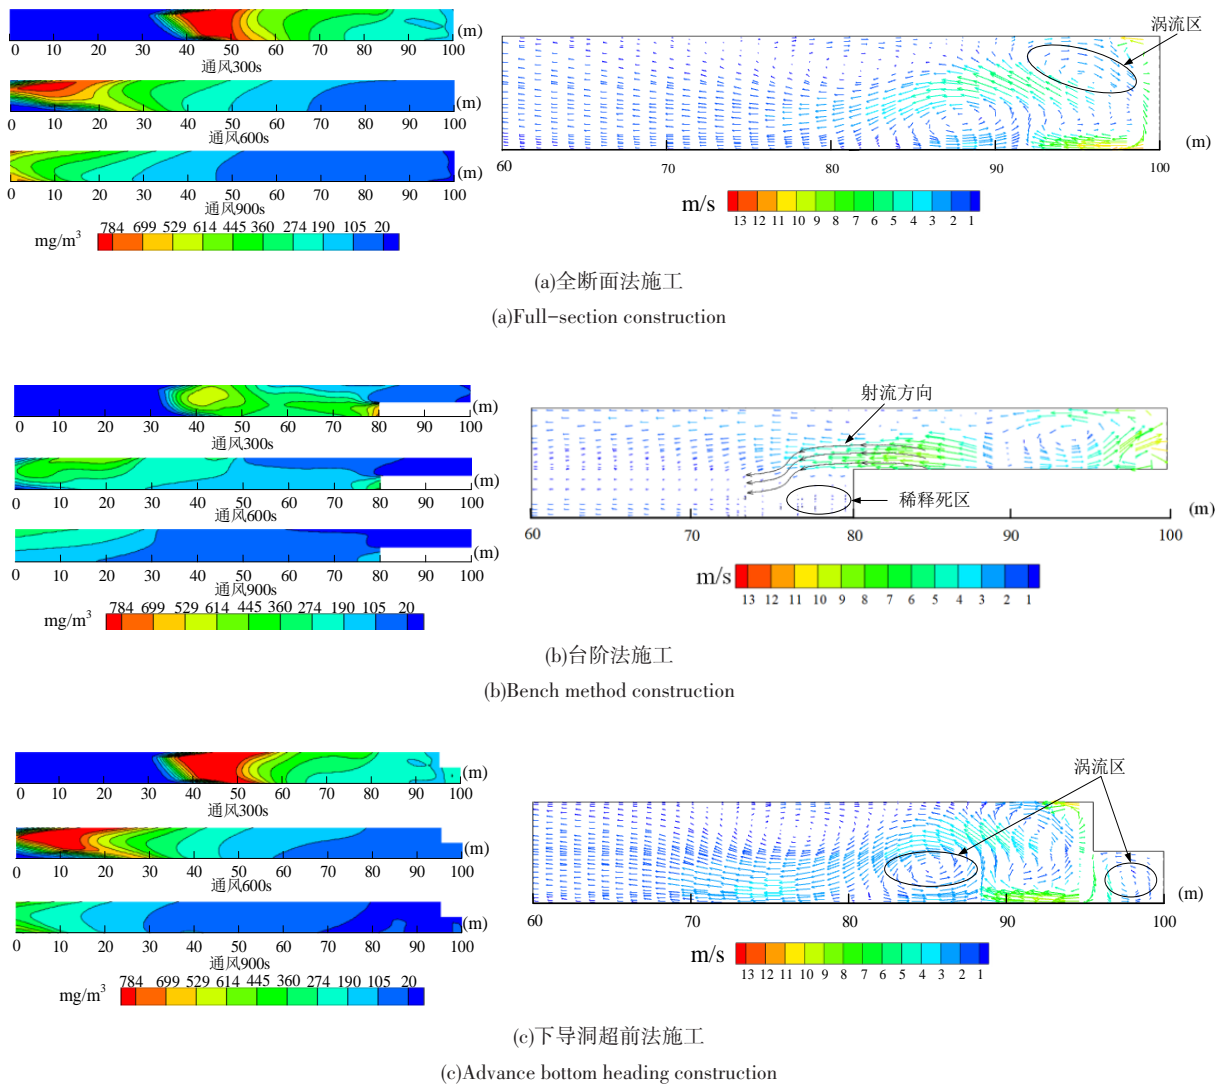 (m)
0 10 20 30 40 50 60 70 80 90 100
通风300s
(m)
0 10 20 30 40 50 60 70 80 90 100
通风600s
(m)
0 10 20 30 40 50 60 70 80 90 100
通风900s
mg/m³ 784 699 529 614 445 360 274 190 105 20
涡流区
(m)
60 70 80 90 100
m/s
13 12 11 10 9 8 7 6 5 4 3 2 1
(a)全断面法施工
(a)Full-section construction
(m)
0 10 20 30 40 50 60 70 80 90 100
通风300s
(m)
0 10 20 30 40 50 60 70 80 90 100
通风600s
(m)
0 10 20 30 40 50 60 70 80 90 100
通风900s
mg/m³ 784 699 529 614 445 360 274 190 105 20
射流方向
稀释死区
(m)
60 70 80 90 100
m/s
13 12 11 10 9 8 7 6 5 4 3 2 1
(b)台阶法施工
(b)Bench method construction
(m)
0 10 20 30 40 50 60 70 80 90 100
通风300s
(m)
0 10 20 30 40 50 60 70 80 90 100
通风600s
(m)
0 10 20 30 40 50 60 70 80 90 100
通风900s
mg/m³ 784 699 529 614 445 360 274 190 105 20
涡流区
(m)
60 70 80 90 100
m/s
13 12 11 10 9 8 7 6 5 4 3 2 1
(c)下导洞超前法施工
(c)Advance bottom heading construction